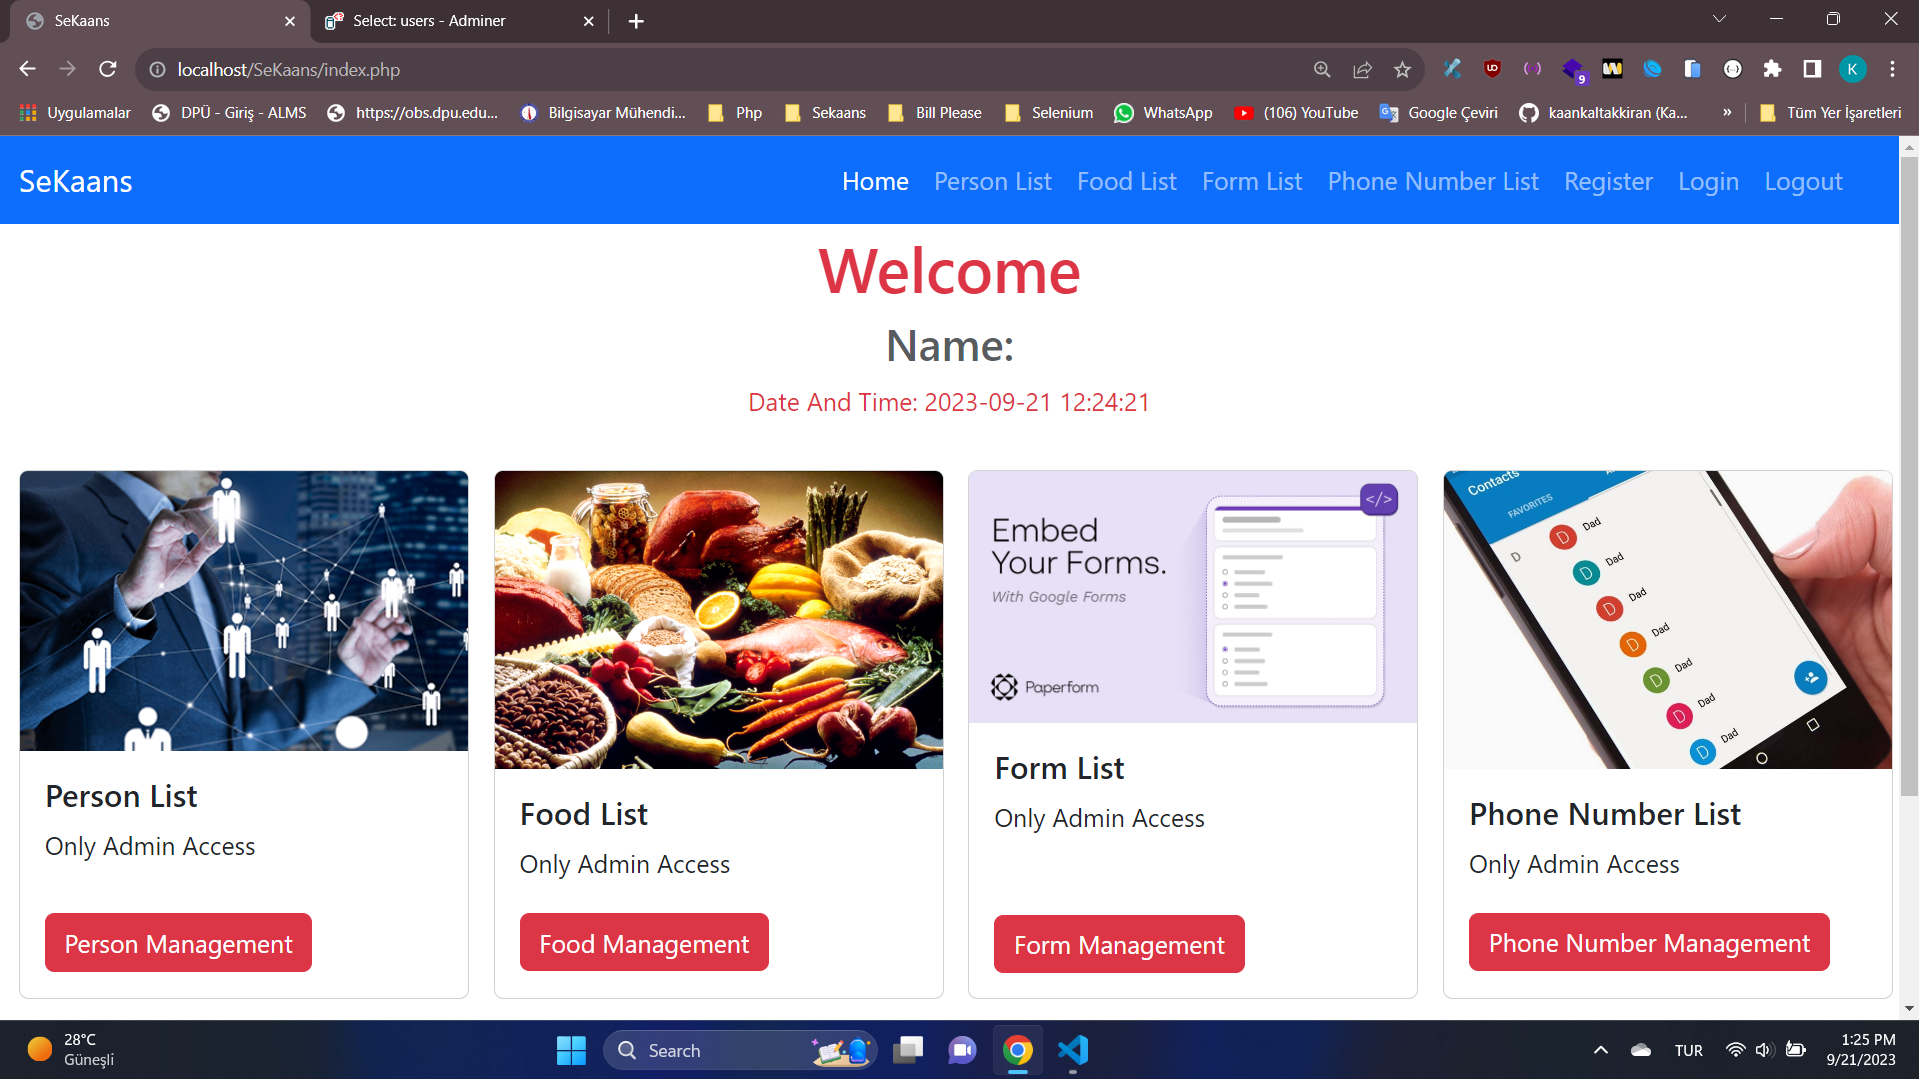 SeKaans
Select: users - Adminer
localhost/SeKaans/index.php
9
K
Uygulamalar
DPÜ - Giriş - ALMS
https://obs.dpu.edu...
Bilgisayar Mühendi...
Php
Sekaans
Bill Please
Selenium
WhatsApp
(106) YouTube
Google Çeviri
kaankaltakkiran (Ka...
»
Tüm Yer İşaretleri
SeKaans
Home
Person List
Food List
Form List
Phone Number List
Register
Login
Logout
Welcome
Name:
Date And Time: 2023-09-21 12:24:21
Person List
Only Admin Access
Person Management
Food List
Only Admin Access
Food Management
</>
Embed
Your Forms.
With Google Forms
Paperform
Form List
Only Admin Access
Form Management
Contacts
FAVORITES
D
D Dad
D Dad
D Dad
D Dad
D Dad
D Dad
D Dad
Phone Number List
Only Admin Access
Phone Number Management
28°C
Güneşli
Search
TUR
1:25 PM
9/21/2023